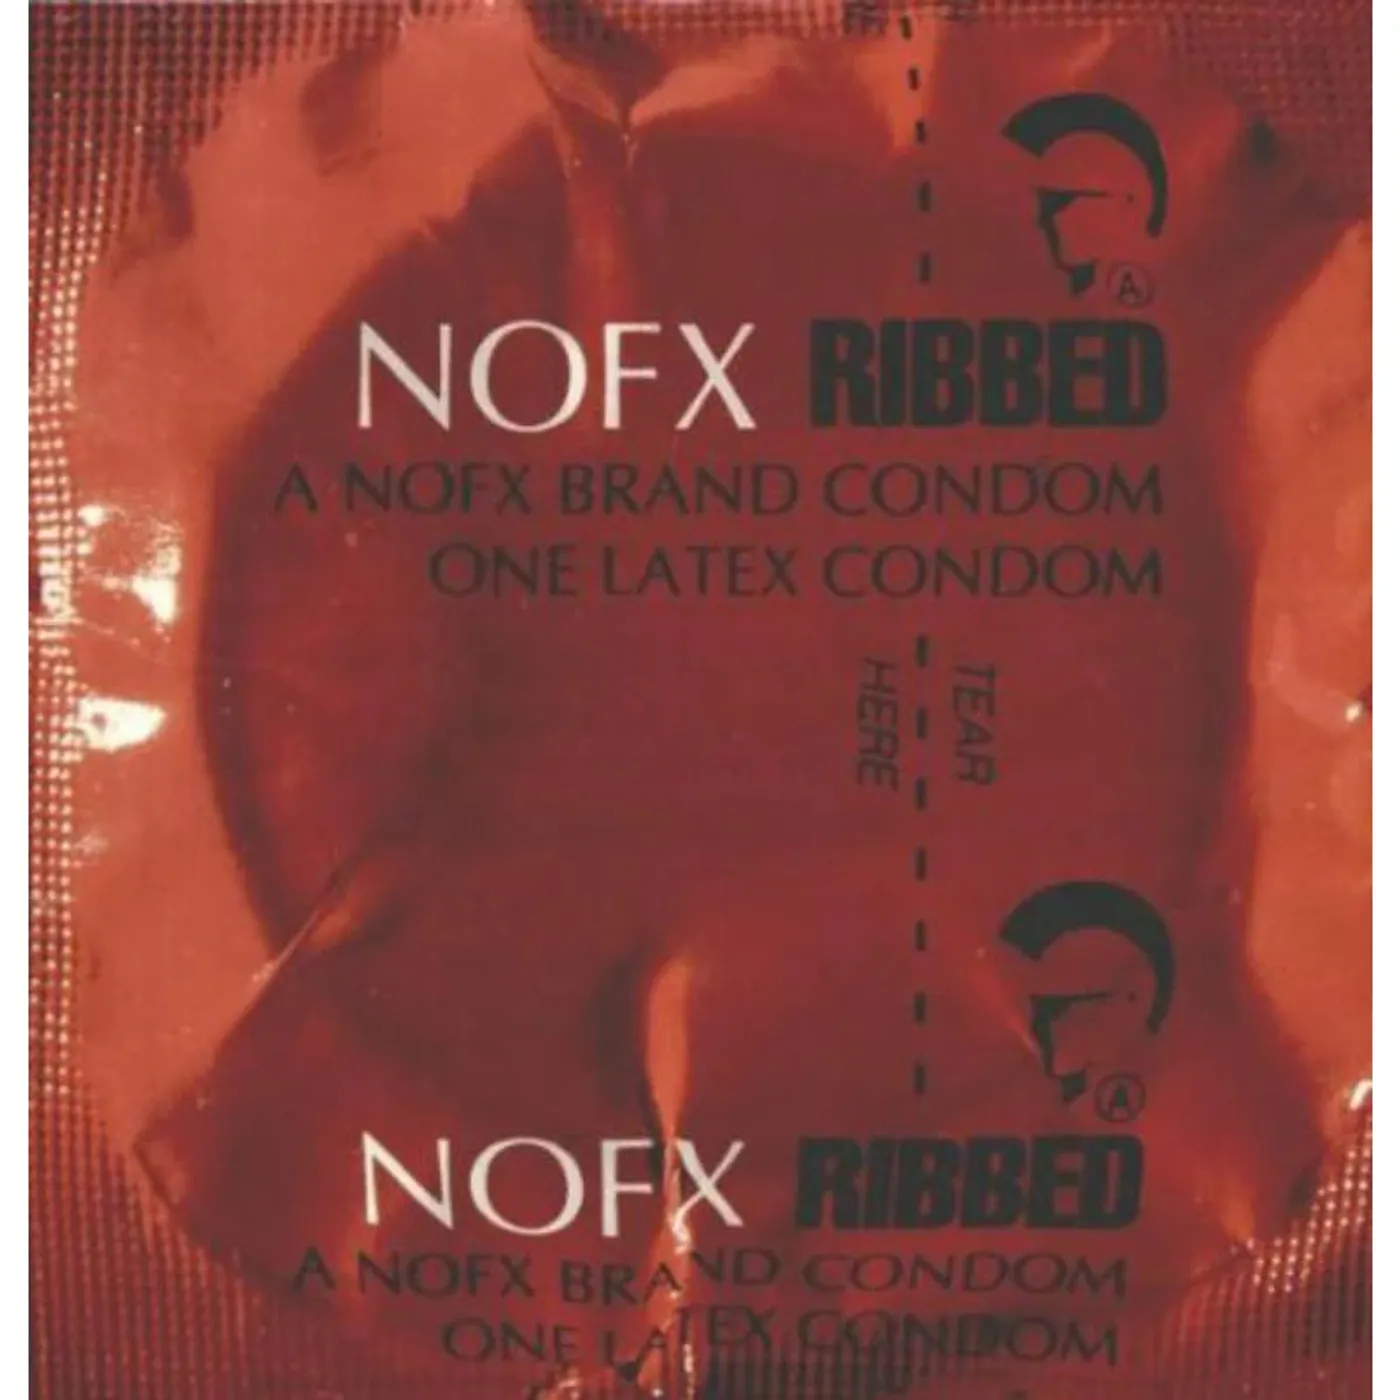 NOFX RIBBED
A NOFX BRAND CONDOM
ONE LATEX CONDOM
TEAR
HERE
A
NOFX RIBBED
A NOFX BRAND CONDOM
ONE LATEX CONDOM
A